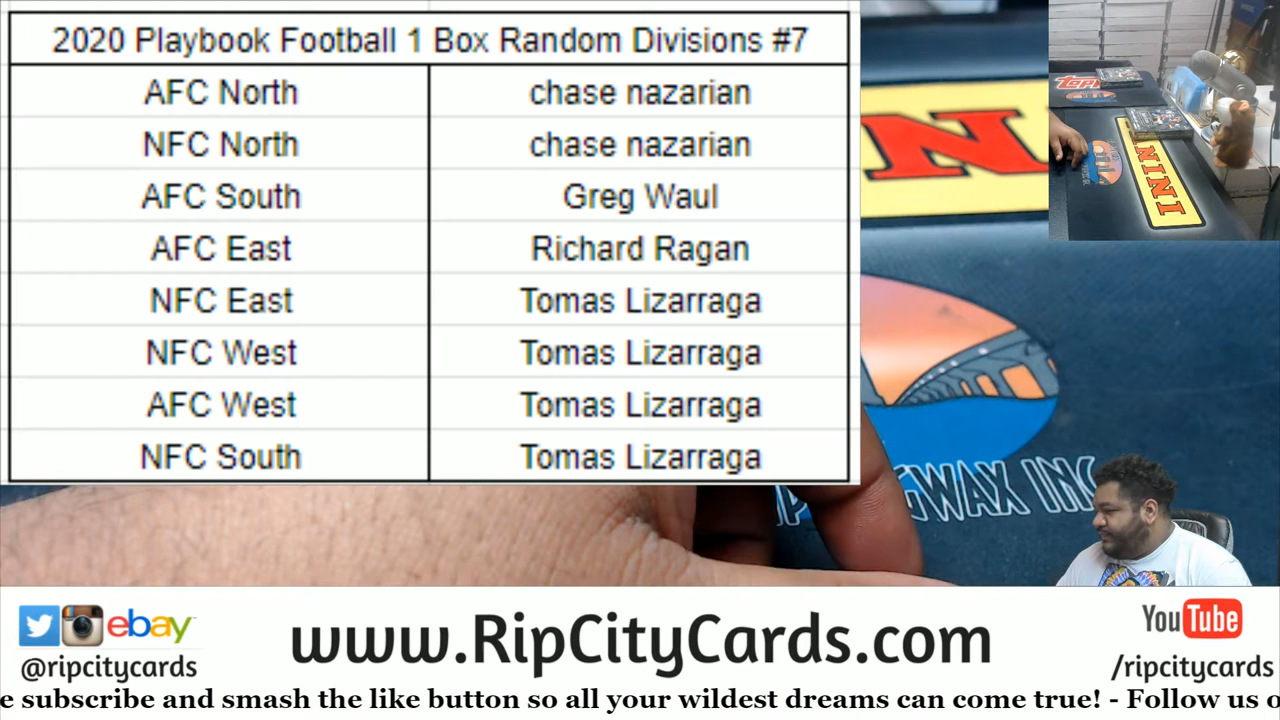 2020 Playbook Football 1 Box Random Divisions #7
AFC North chase nazarian
NFC North chase nazarian
AFC South Greg Waul
AFC East Richard Ragan
NFC East Tomas Lizarraga
NFC West Tomas Lizarraga
AFC West Tomas Lizarraga
NFC South Tomas Lizarraga
ebay
@ripcitycards
www.RipCityCards.com
YouTube
/ripcitycards
e subscribe and smash the like button so all your wildest dreams can come true! - Follow us o